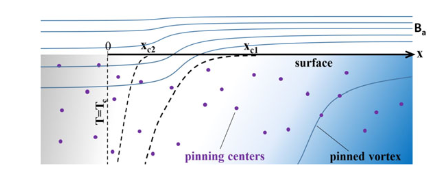 B_a
0
x_c2
x_c1
x
surface
T=T_c
pinning centers
pinned vortex